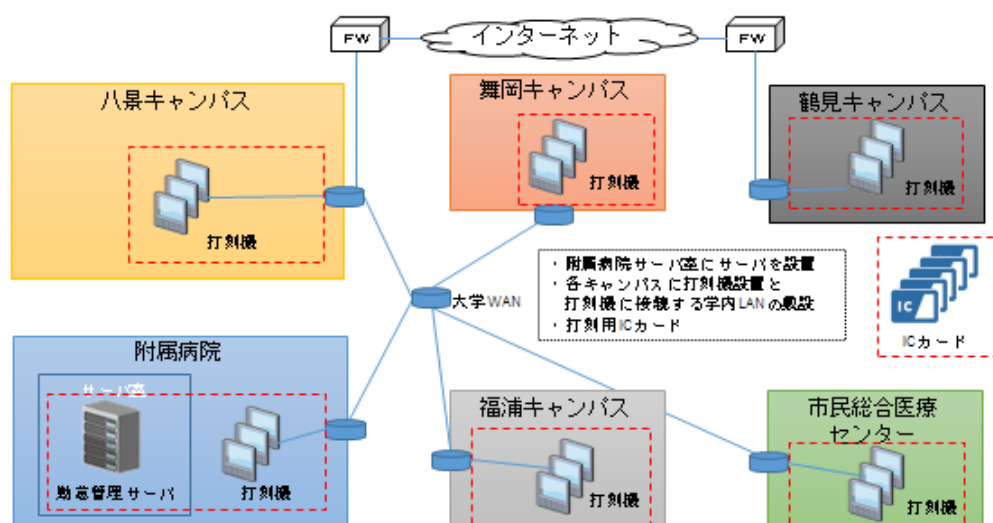 FW
インターネット
FW
八景キャンパス
打刻機
舞岡キャンパス
打刻機
鶴見キャンパス
打刻機
・附属病院サーバ室にサーバを設置
・各キャンパスに打刻機設置と
打刻機に接続する学内LANの敷設
・打刻用ICカード
IC
ICカード
大学WAN
附属病院
サーバ室
勤怠管理サーバ
打刻機
福浦キャンパス
打刻機
市民総合医療
センター
打刻機